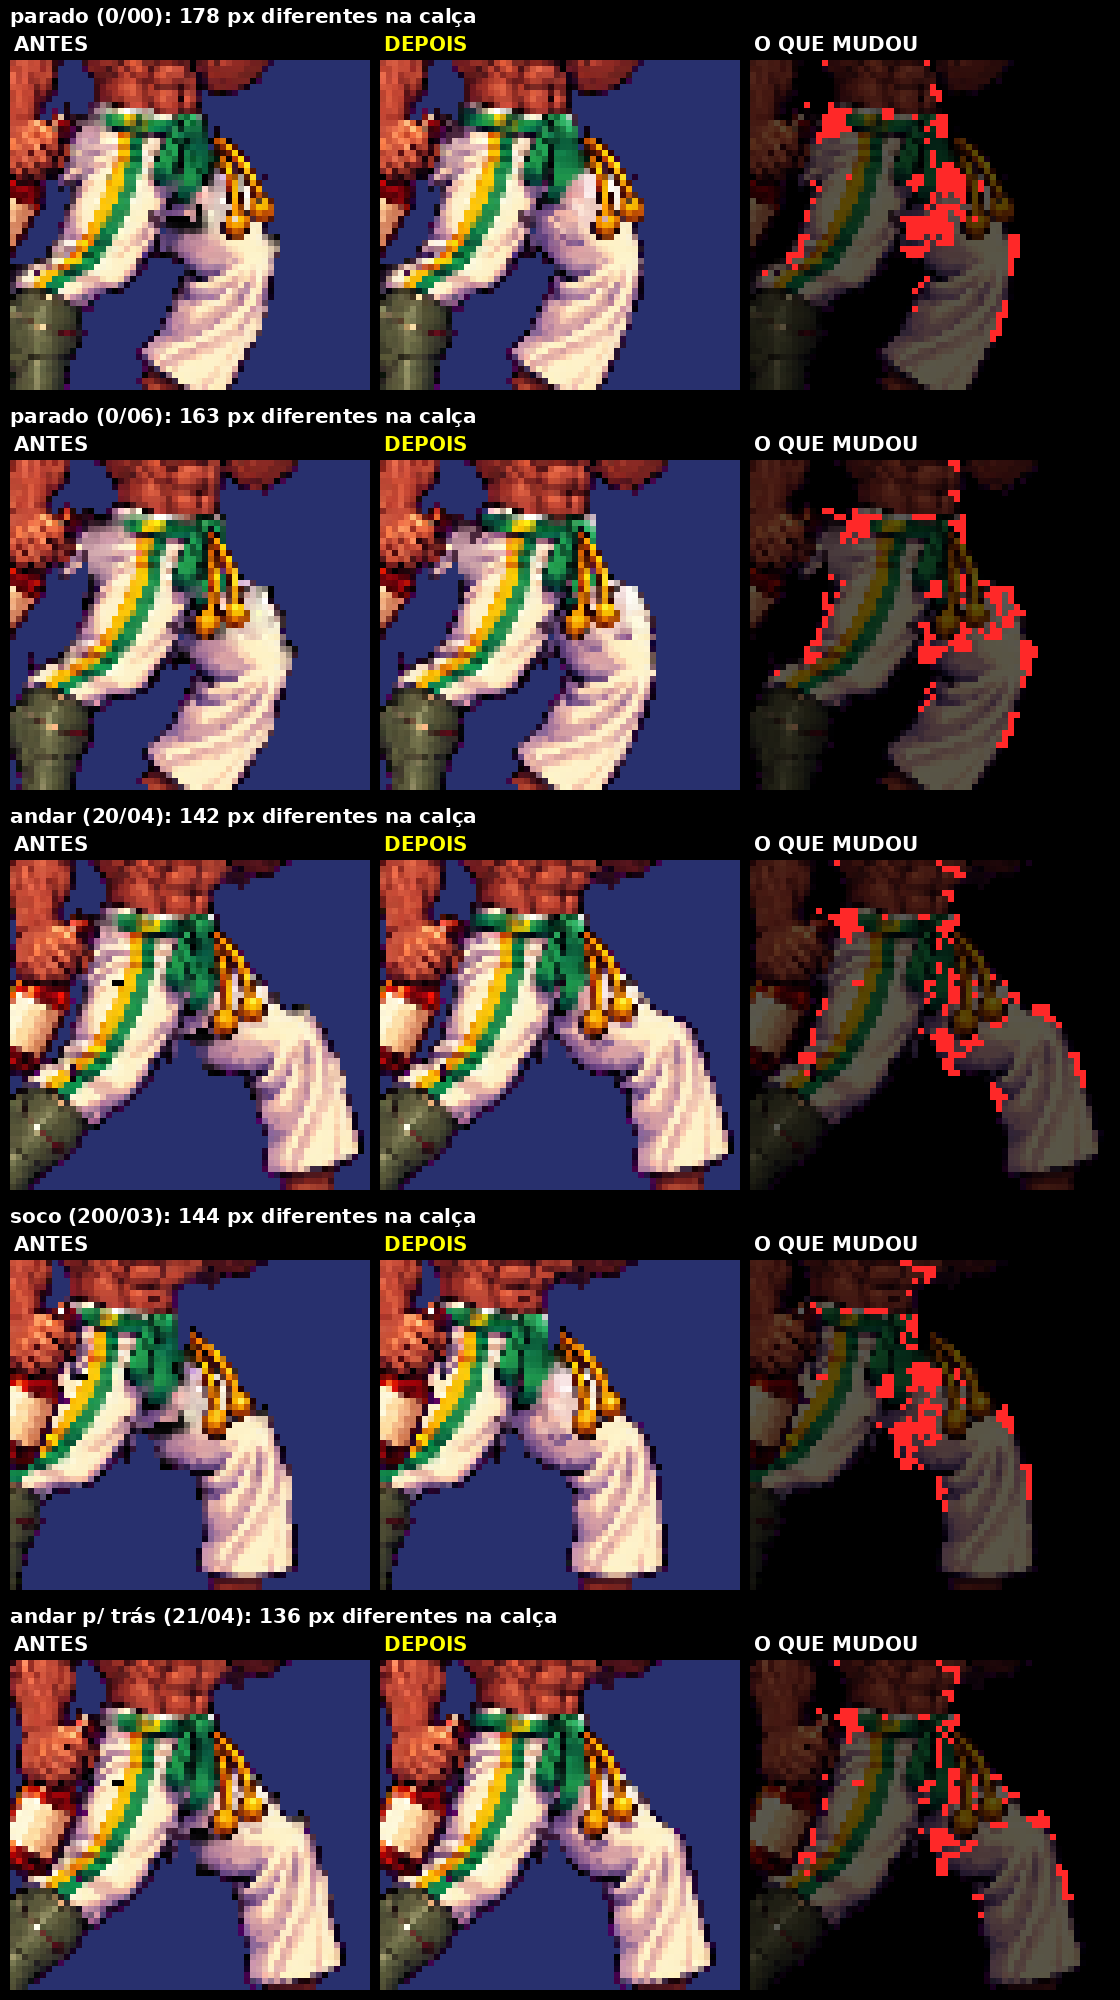 parado (0/00): 178 px diferentes na calça
ANTES DEPOIS O QUE MUDOU
parado (0/06): 163 px diferentes na calça
ANTES DEPOIS O QUE MUDOU
andar (20/04): 142 px diferentes na calça
ANTES DEPOIS O QUE MUDOU
soco (200/03): 144 px diferentes na calça
ANTES DEPOIS O QUE MUDOU
andar p/ trás (21/04): 136 px diferentes na calça
ANTES DEPOIS O QUE MUDOU